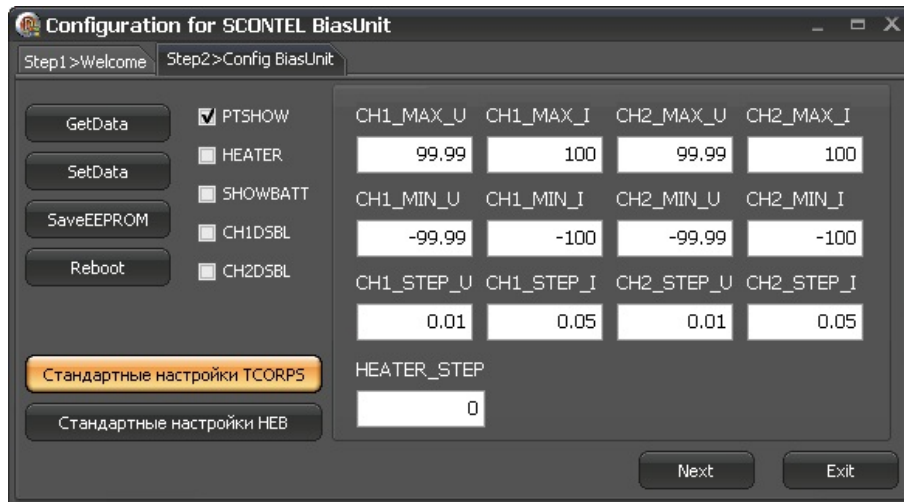 Configuration for SCONTEL BiasUnit
Step1>Welcome Step2>Config BiasUnit
GetData
SetData
SaveEEPROM
Reboot
PTSHOW
HEATER
SHOWBATT
CH1DSBL
CH2DSBL
CH1_MAX_U CH1_MAX_I CH2_MAX_U CH2_MAX_I
99.99 100 99.99 100
CH1_MIN_U CH1_MIN_I CH2_MIN_U CH2_MIN_I
-99.99 -100 -99.99 -100
CH1_STEP_U CH1_STEP_I CH2_STEP_U CH2_STEP_I
0.01 0.05 0.01 0.05
HEATER_STEP
0
Стандартные настройки TCORPS
Стандартные настройки HEB
Next Exit